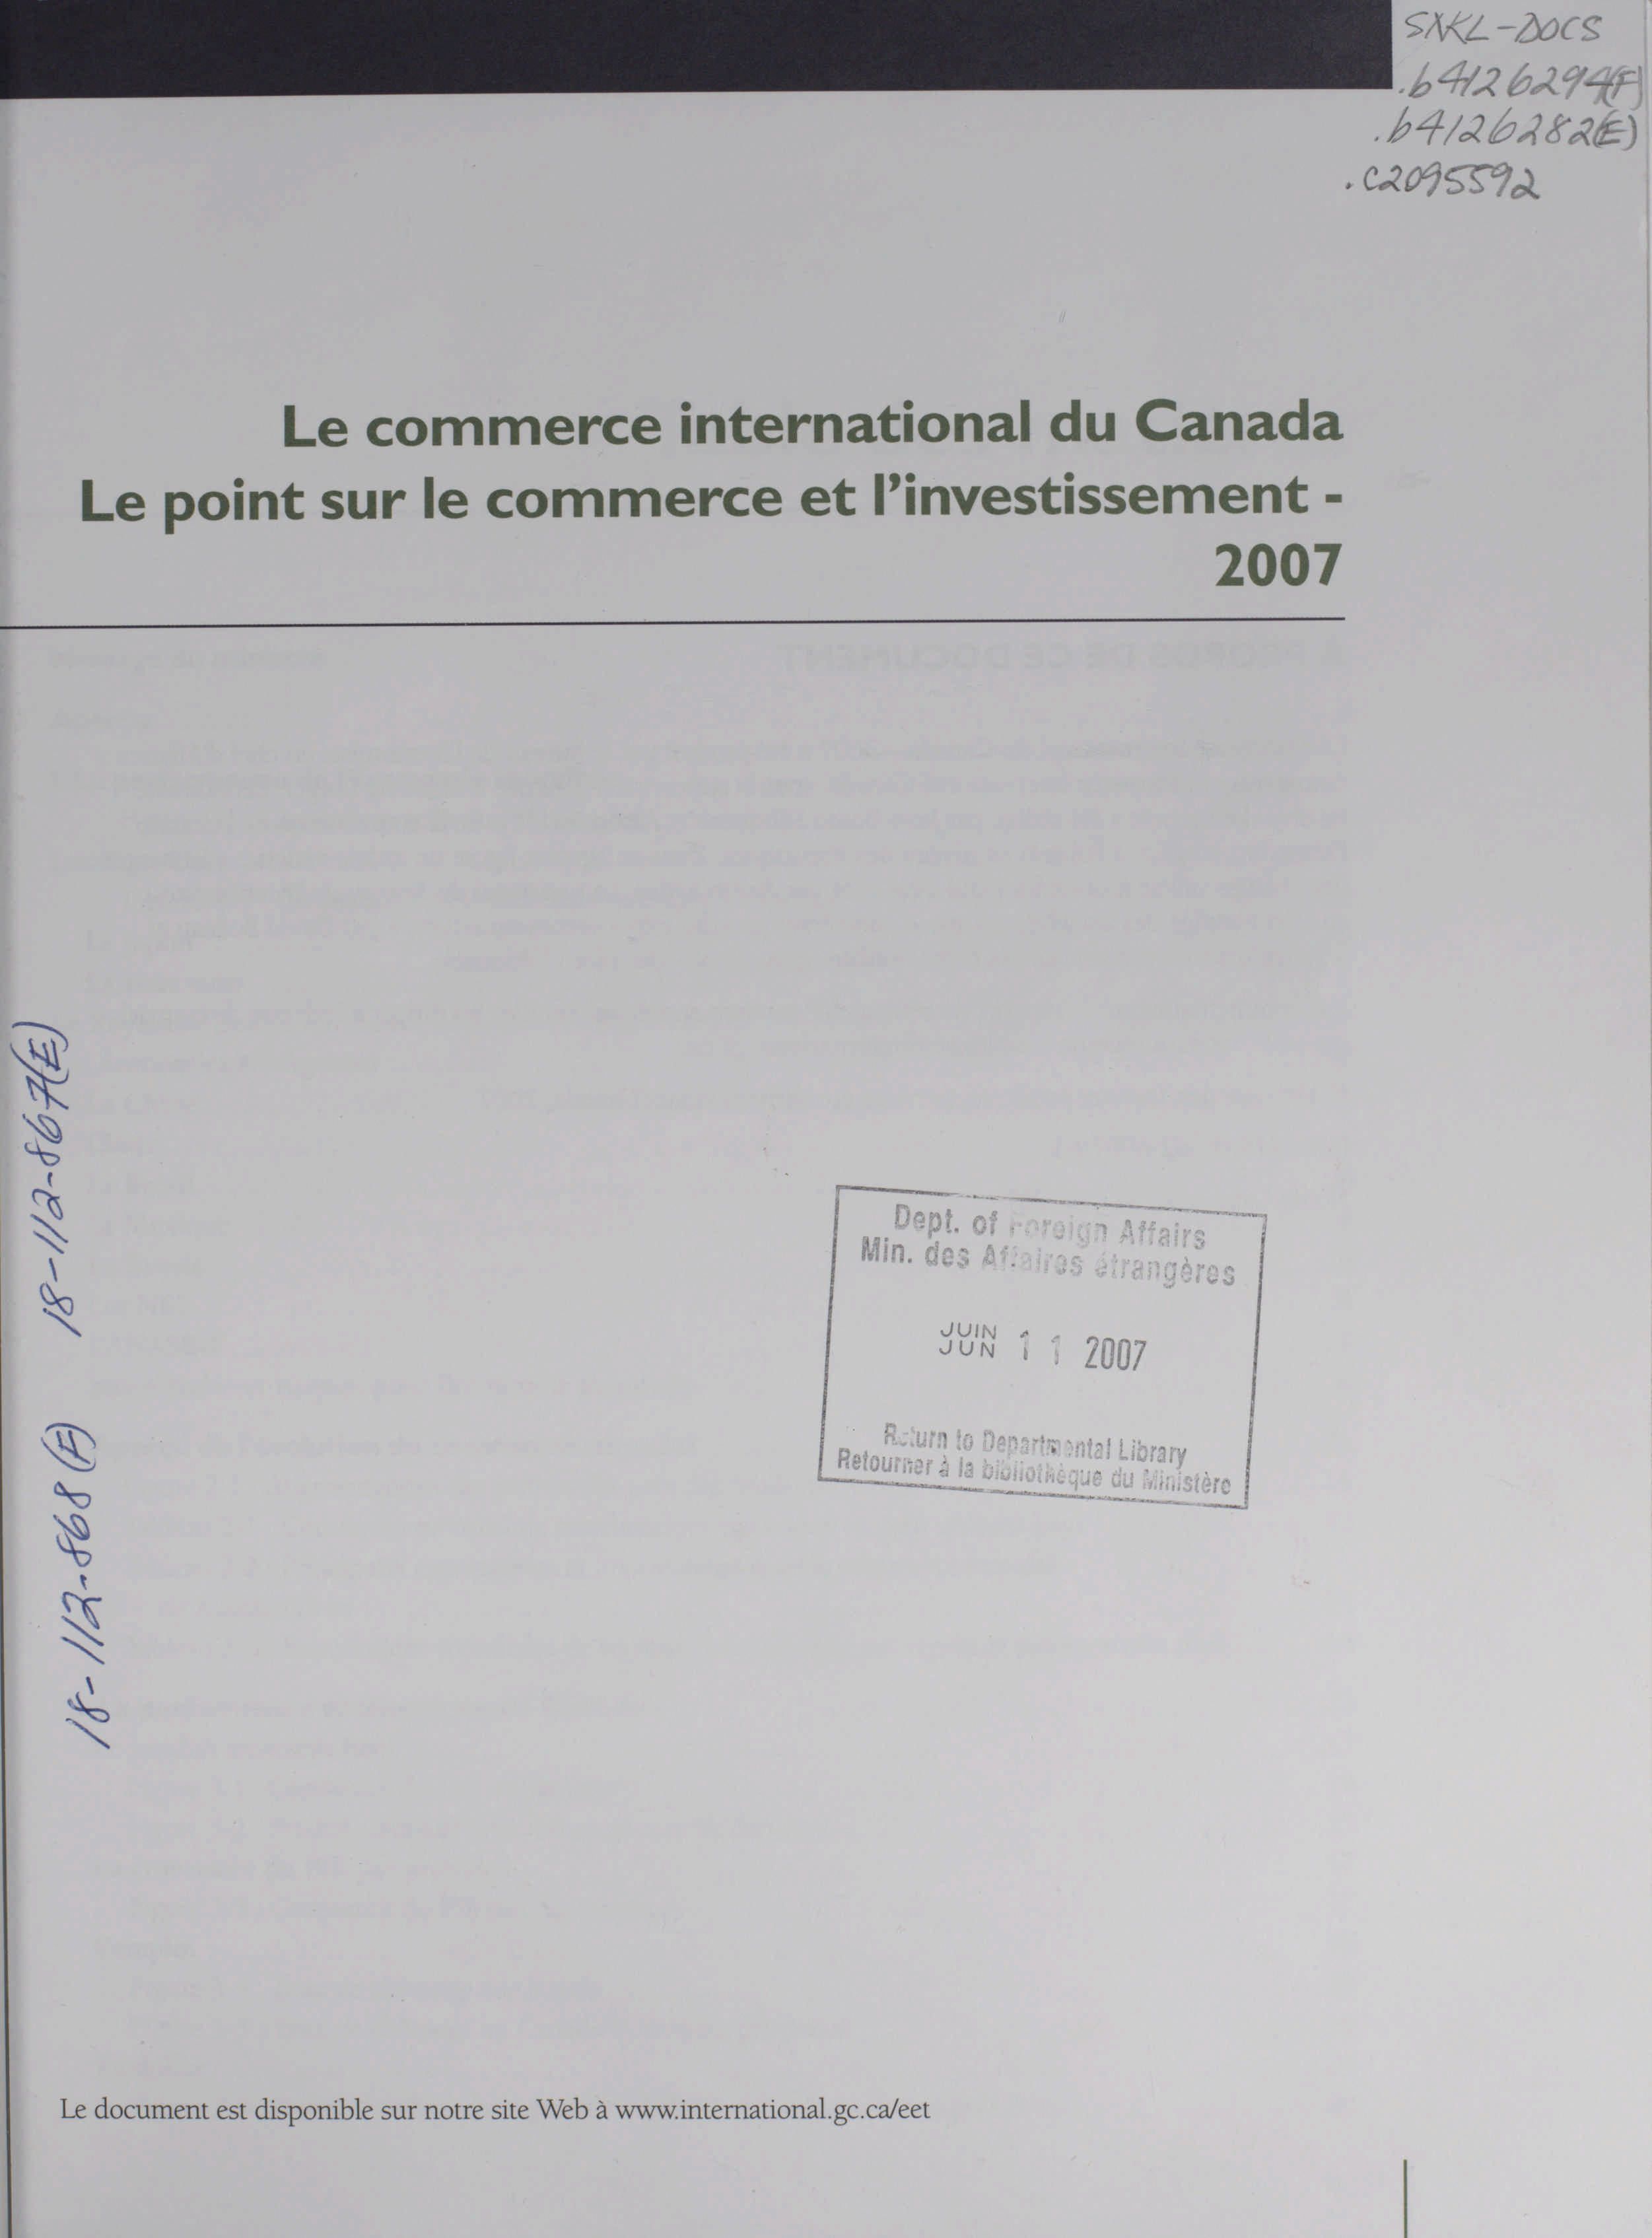 SXKL-DOCS
.b4126294(F)
.b4126282(E)
.c2095592
Le commerce international du Canada
Le point sur le commerce et l'investissement -
2007
18-112-867(E)
18-112-868(F)
Dept. of Foreign Affairs
Min. des Affaires étrangères
JUIN
JUN 11 2007
Return to Departmental Library
Retourner à la bibliothèque du Ministère
Le document est disponible sur notre site Web à www.international.gc.ca/eet